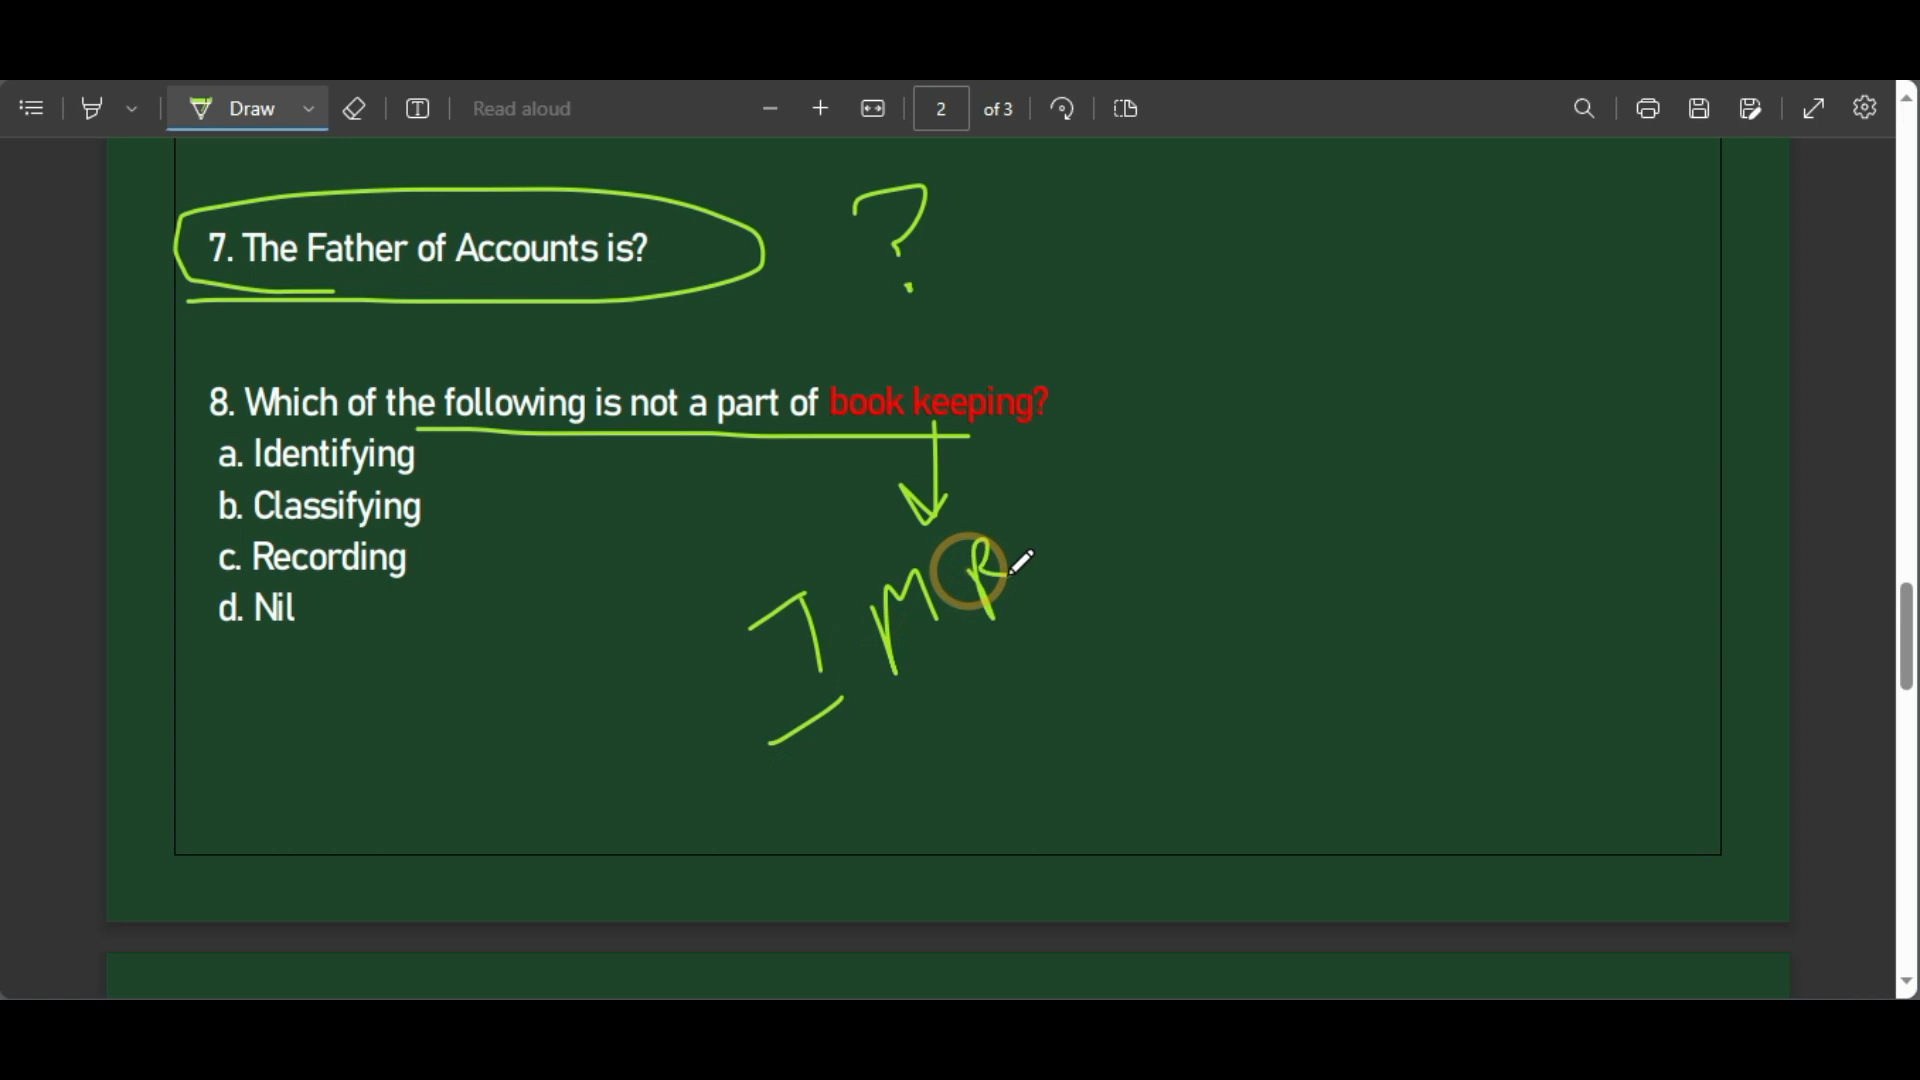 Draw
Read aloud
2
of 3
7. The Father of Accounts is?
?
8. Which of the following is not a part of book keeping?
a. Identifying
b. Classifying
c. Recording
d. Nil
I M R